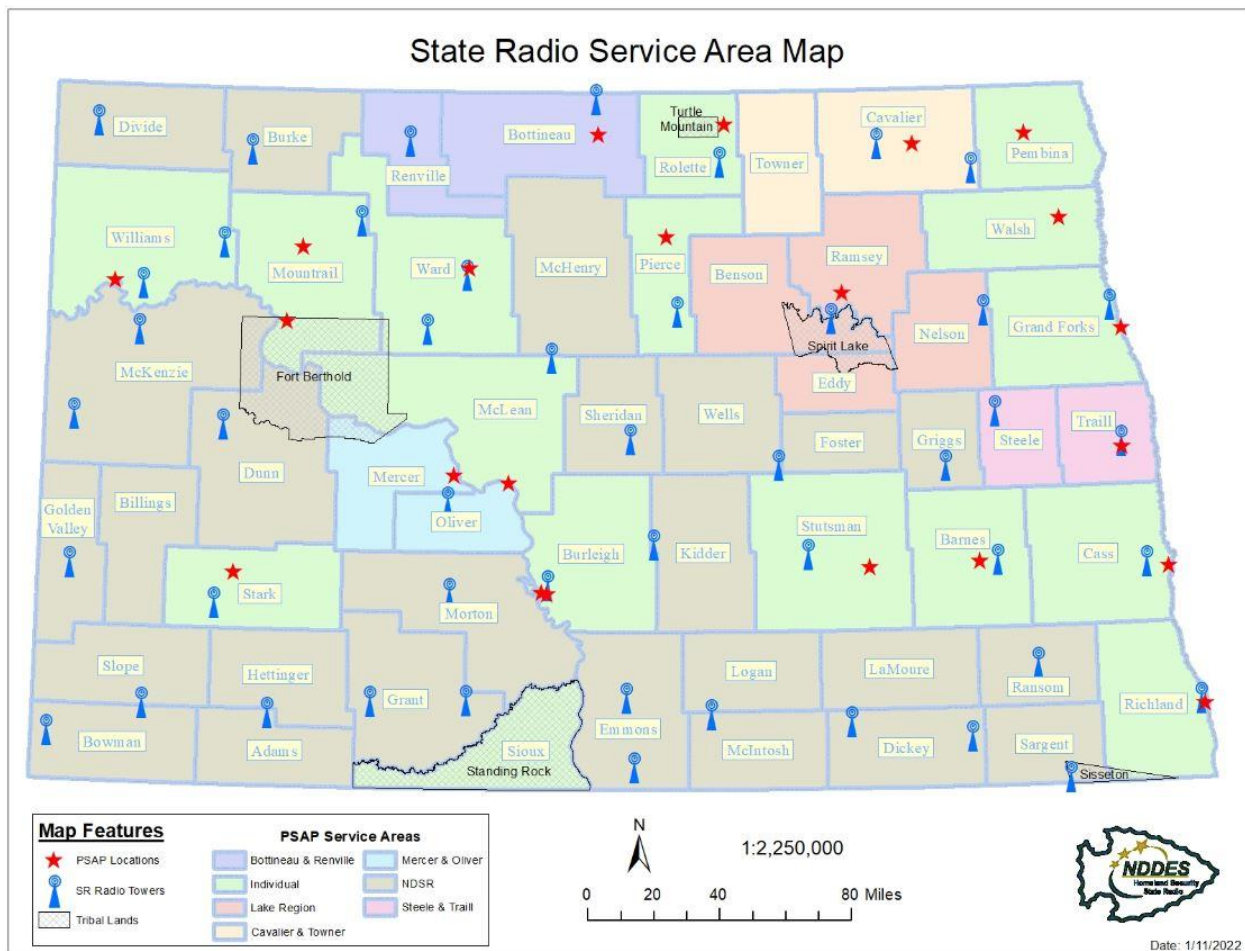 State Radio Service Area Map
Divide
Burke
Renville
Bottineau
Turtle
Mountain
Rolette
Towner
Cavalier
Pembina
Williams
Mountrail
Ward
McHenry
Pierce
Benson
Ramsey
Walsh
Nelson
Grand Forks
Spirit Lake
McKenzie
Fort Berthold
McLean
Sheridan
Wells
Eddy
Foster
Griggs
Steele
Traill
Dunn
Mercer
Oliver
Golden
Valley
Billings
Stark
Burleigh
Kidder
Stutsman
Barnes
Cass
Morton
Slope
Hettinger
Grant
Logan
LaMoure
Ransom
Richland
Bowman
Adams
Sioux
Standing Rock
Emmons
McIntosh
Dickey
Sargent
Sisseton
Map Features
PSAP Locations
SR Radio Towers
Tribal Lands
PSAP Service Areas
Bottineau & Renville
Individual
Lake Region
Cavalier & Towner
Mercer & Oliver
NDSR
Steele & Traill
N
1:2,250,000
0 20 40 80 Miles
NDDES
Homeland Security
State Radio
Date: 1/11/2022